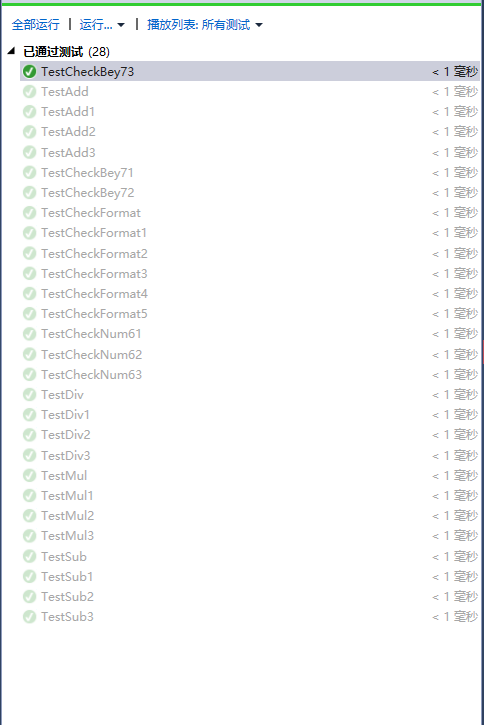 全部运行 | 运行... | 播放列表: 所有测试
已通过测试 (28)
TestCheckBey73 < 1 毫秒
TestAdd < 1 毫秒
TestAdd1 < 1 毫秒
TestAdd2 < 1 毫秒
TestAdd3 < 1 毫秒
TestCheckBey71 < 1 毫秒
TestCheckBey72 < 1 毫秒
TestCheckFormat < 1 毫秒
TestCheckFormat1 < 1 毫秒
TestCheckFormat2 < 1 毫秒
TestCheckFormat3 < 1 毫秒
TestCheckFormat4 < 1 毫秒
TestCheckFormat5 < 1 毫秒
TestCheckNum61 < 1 毫秒
TestCheckNum62 < 1 毫秒
TestCheckNum63 < 1 毫秒
TestDiv < 1 毫秒
TestDiv1 < 1 毫秒
TestDiv2 < 1 毫秒
TestDiv3 < 1 毫秒
TestMul < 1 毫秒
TestMul1 < 1 毫秒
TestMul2 < 1 毫秒
TestMul3 < 1 毫秒
TestSub < 1 毫秒
TestSub1 < 1 毫秒
TestSub2 < 1 毫秒
TestSub3 < 1 毫秒